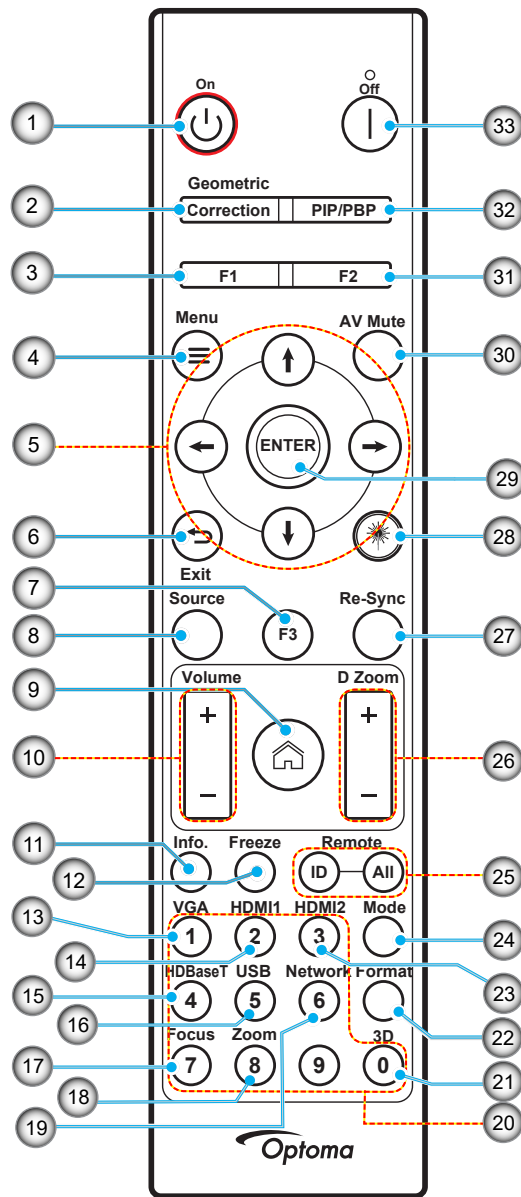 On
Off
1
33
Geometric
Correction
PIP/PBP
2
32
F1
F2
3
31
Menu
AV Mute
4
30
5
ENTER
29
6
28
Exit
7
Source
F3
Re-Sync
8
27
Volume
D Zoom
9
+
+
10
26
−
−
11
Info.
Freeze
Remote
12
ID
All
25
VGA
HDMI1
HDMI2
Mode
13
1
2
3
24
14
23
HDBaseT
USB
Network
Format
15
4
5
6
16
22
Focus
Zoom
3D
17
7
8
9
0
21
18
20
19
Optoma